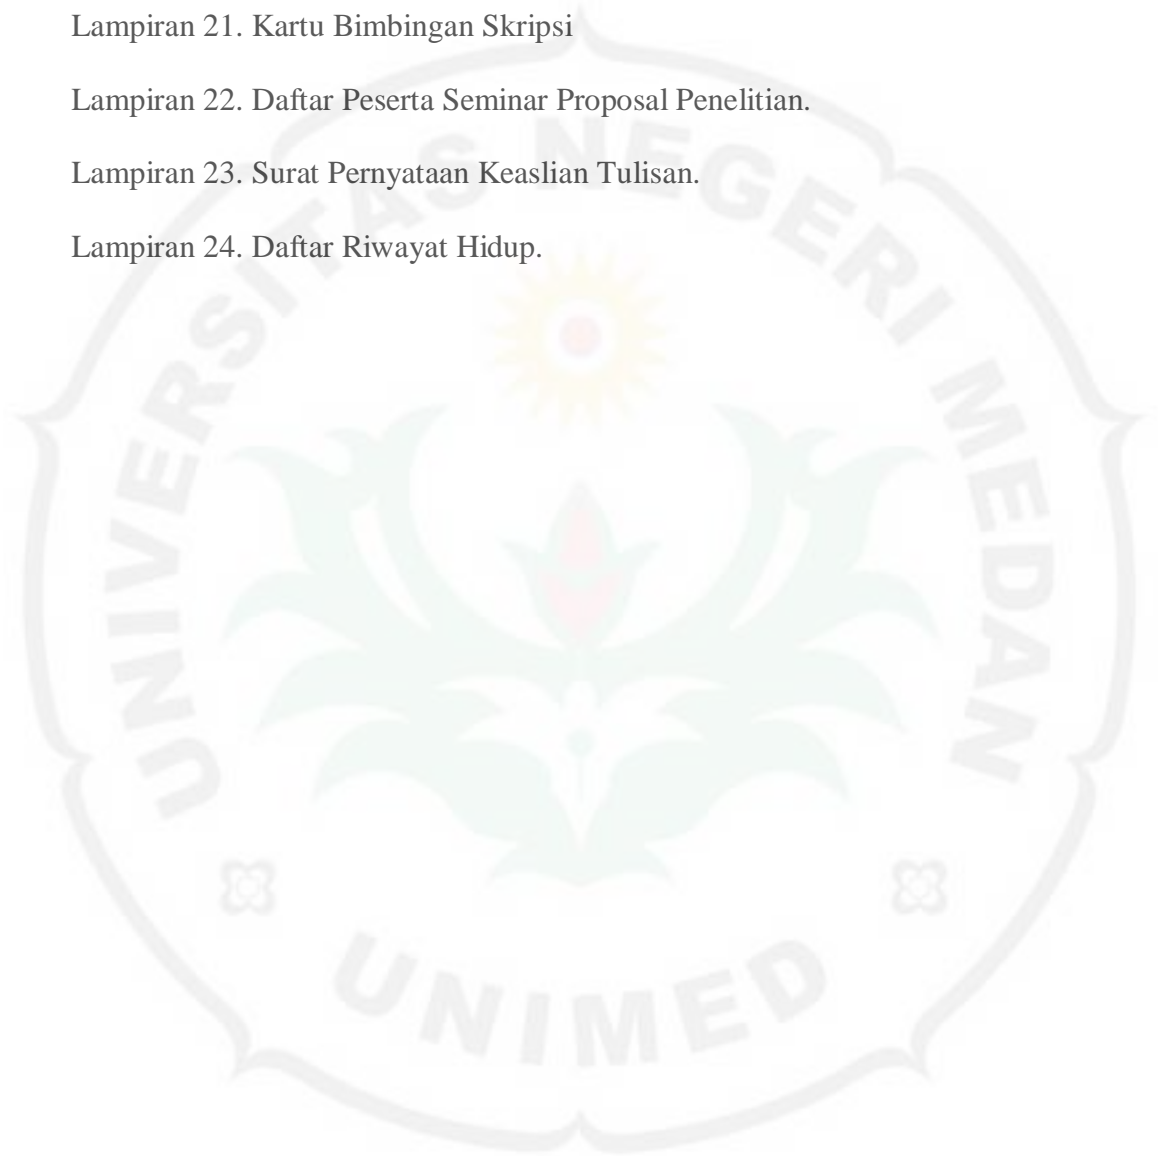 Lampiran 21. Kartu Bimbingan Skripsi
Lampiran 22. Daftar Peserta Seminar Proposal Penelitian.
Lampiran 23. Surat Pernyataan Keaslian Tulisan.
Lampiran 24. Daftar Riwayat Hidup.
UNIVERSITAS NEGERI MEDAN
UNIMED